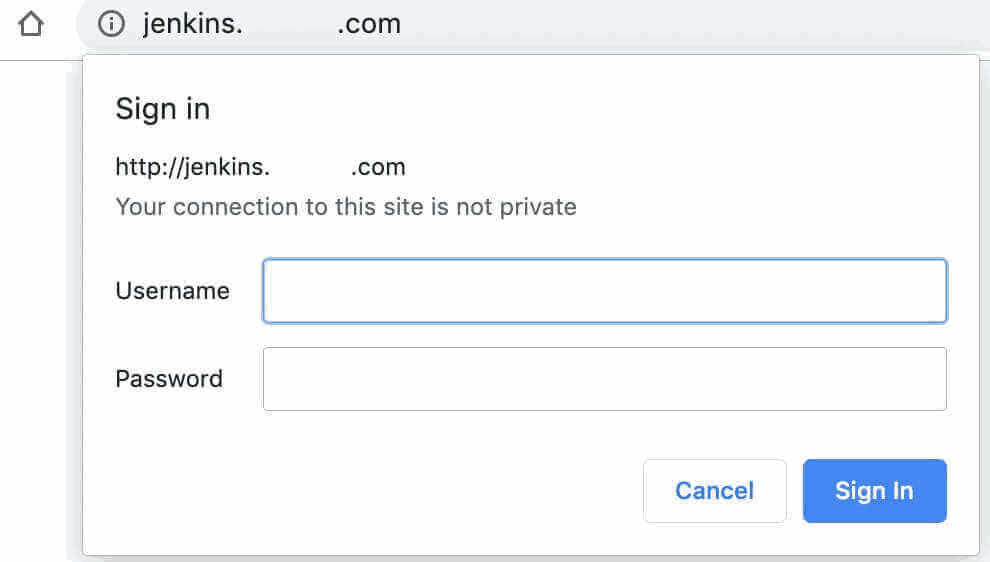 jenkins. .com
Sign in
http://jenkins. .com
Your connection to this site is not private
Username
Password
Cancel Sign In